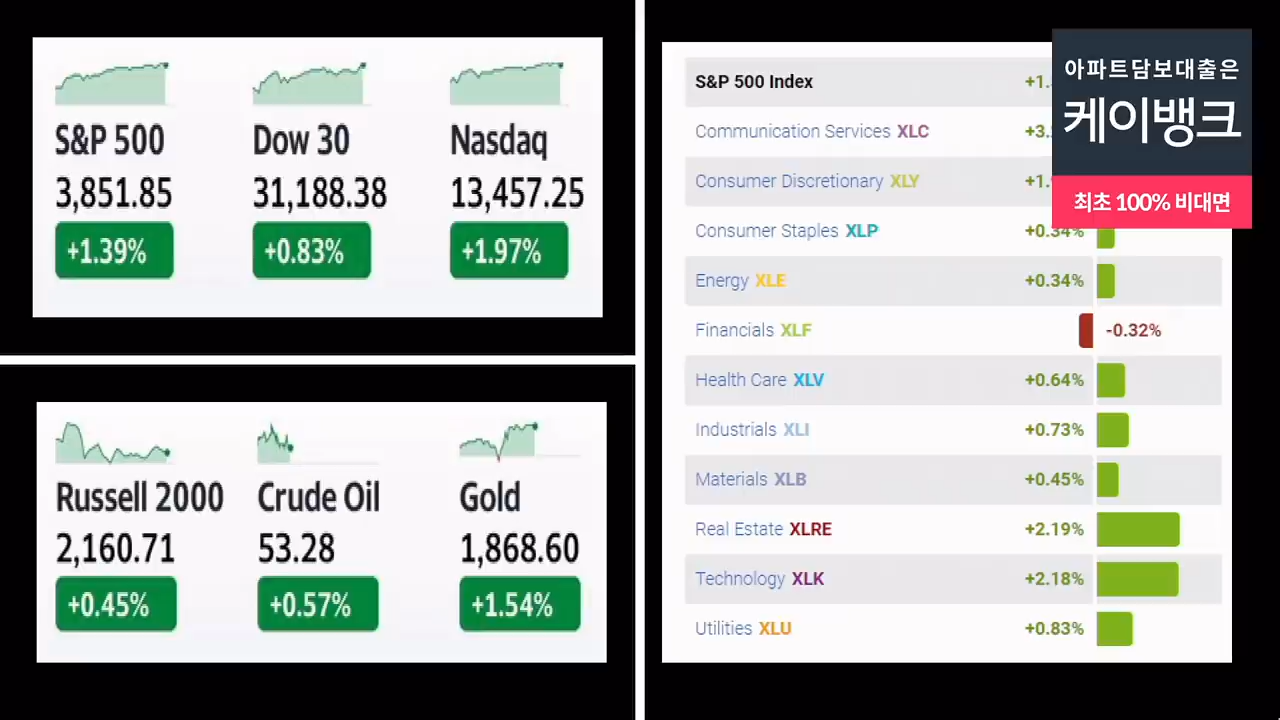 S&P 500 Dow 30 Nasdaq
3,851.85 31,188.38 13,457.25
+1.39% +0.83% +1.97%
Russell 2000 Crude Oil Gold
2,160.71 53.28 1,868.60
+0.45% +0.57% +1.54%
S&P 500 Index +1.
Communication Services XLC +3.
Consumer Discretionary XLY +1.
Consumer Staples XLP +0.34%
Energy XLE +0.34%
Financials XLF -0.32%
Health Care XLV +0.64%
Industrials XLI +0.73%
Materials XLB +0.45%
Real Estate XLRE +2.19%
Technology XLK +2.18%
Utilities XLU +0.83%
아파트담보대출은
케이뱅크
최초 100% 비대면